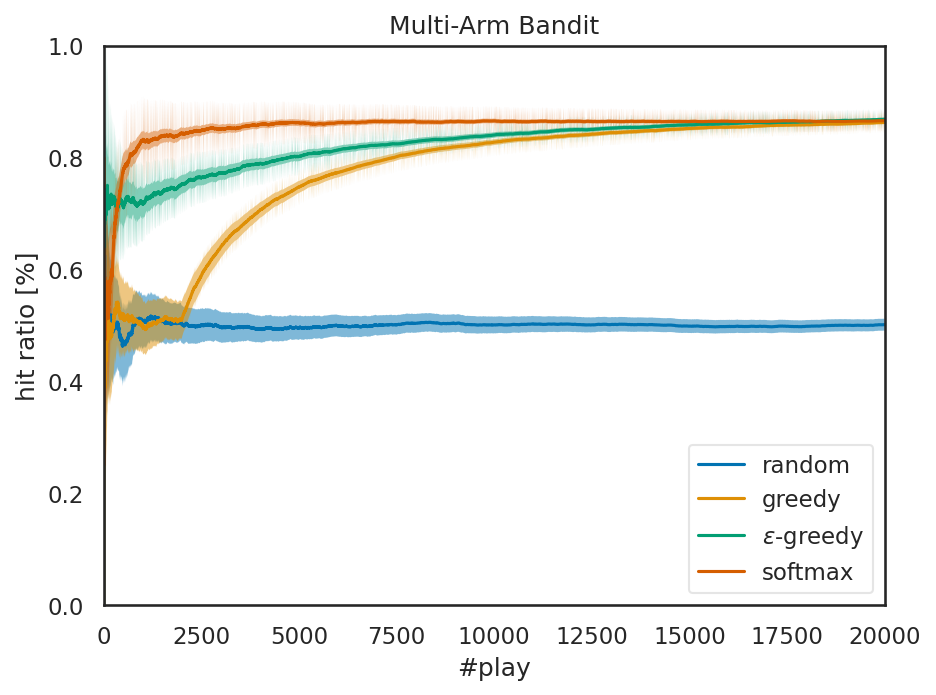 Multi-Arm Bandit
1.0
0.8
0.6
0.4
0.2
0.0
hit ratio [%]
0 2500 5000 7500 10000 12500 15000 17500 20000
#play
random
greedy
ε-greedy
softmax